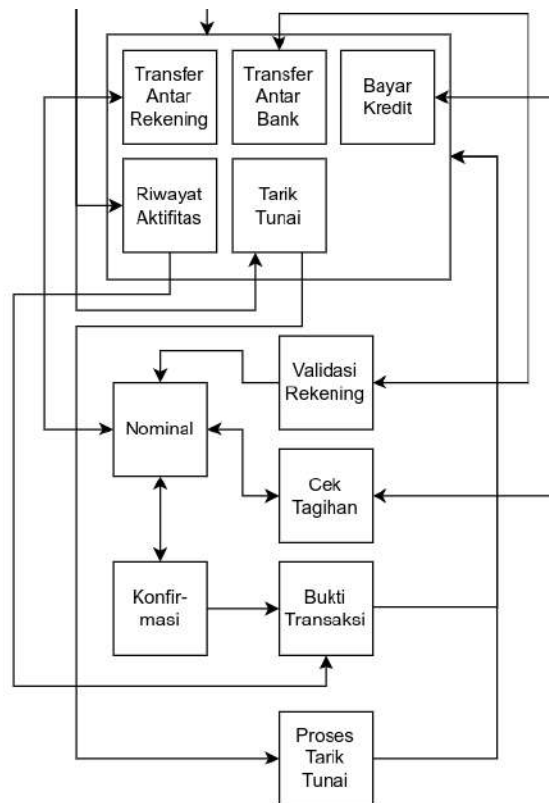 Transfer
Antar
Rekening
Transfer
Antar
Bank
Bayar
Kredit
Riwayat
Aktifitas
Tarik
Tunai
Validasi
Rekening
Nominal
Cek
Tagihan
Konfir-
masi
Bukti
Transaksi
Proses
Tarik
Tunai